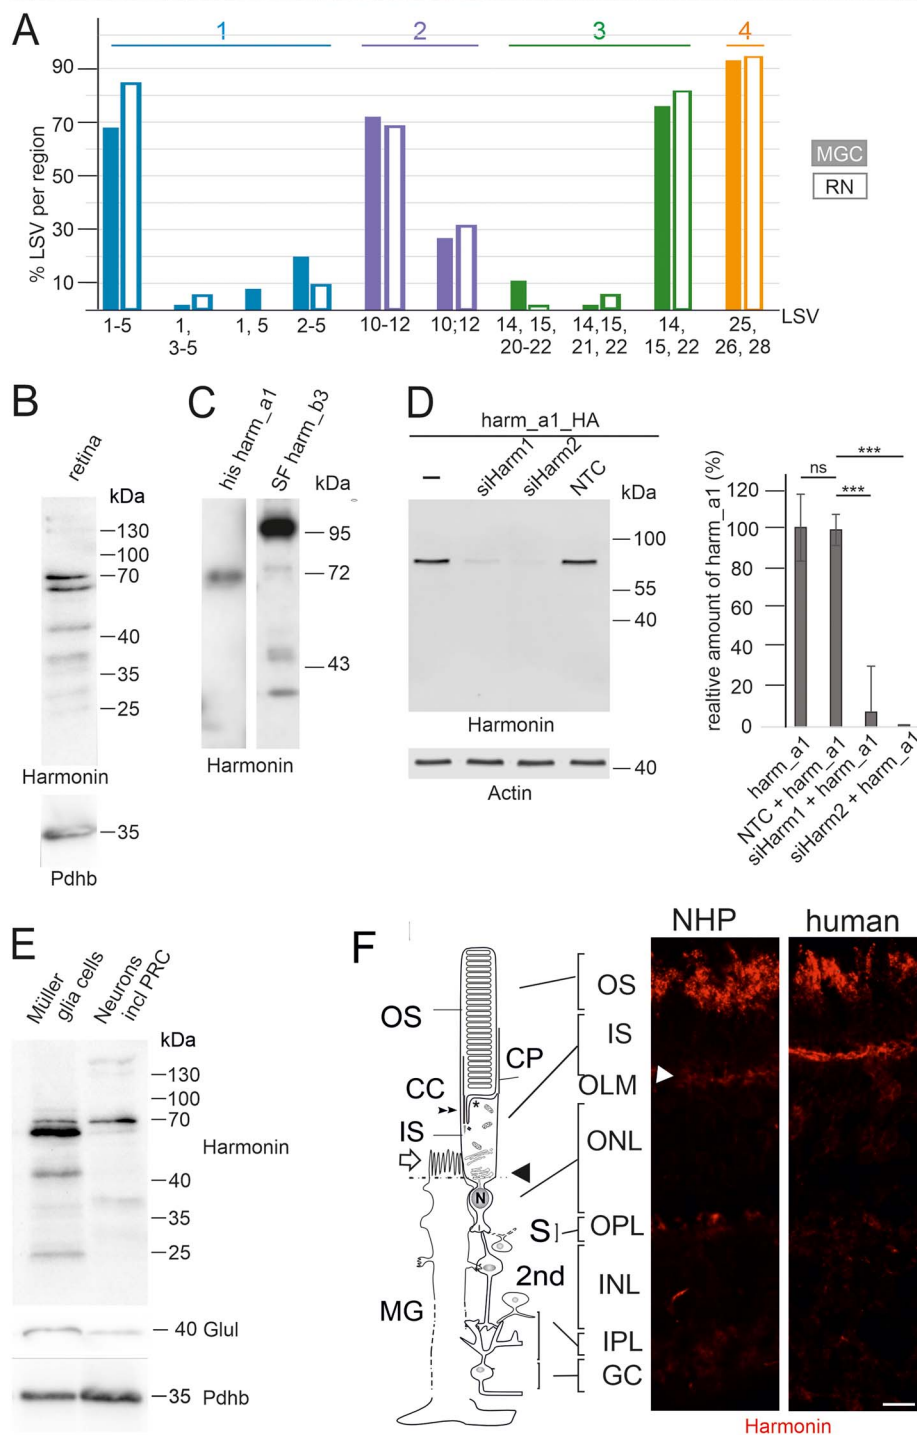 A
1
2
3
4
% LSV per region
90
70
50
30
10
MGC
RN
LSV
1-5
1,
3-5
1, 5
2-5
10-12
10;12
14, 15,
20-22
14,15,
21, 22
14,
15, 22
25,
26, 28
B
retina
kDa
130
100
70
40
35
25
Harmonin
35
Pdhb
C
his harm_a1
SF harm_b3
kDa
95
72
43
Harmonin
D
harm_a1_HA
–
siHarm1
siHarm2
NTC
kDa
100
55
40
Harmonin
40
Actin
realtive amount of harm_a1 (%)
120
100
80
60
40
20
0
ns
***
***
harm_a1
NTC + harm_a1
siHarm1 + harm_a1
siHarm2 + harm_a1
E
Müller
glia cells
Neurons
incl PRC
kDa
130
100
70
40
35
25
Harmonin
40 Glul
35 Pdhb
F
OS
CP
CC
*
IS
N
S
2nd
MG
OS
IS
OLM
ONL
OPL
INL
IPL
GC
NHP
human
Harmonin